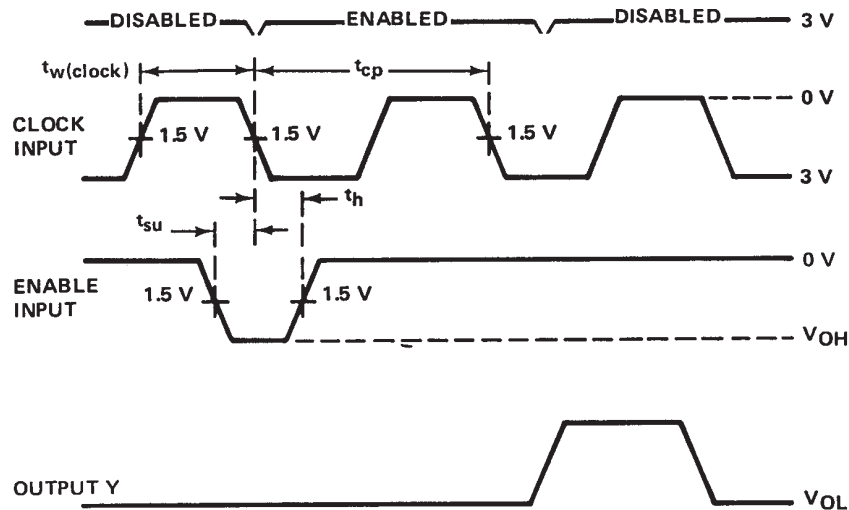 DISABLED ENABLED DISABLED 3 V
tw(clock) tcp
0 V
CLOCK
INPUT
1.5 V 1.5 V 1.5 V
3 V
th
tsu
0 V
ENABLE
INPUT
1.5 V 1.5 V
VOH
OUTPUT Y
VOL